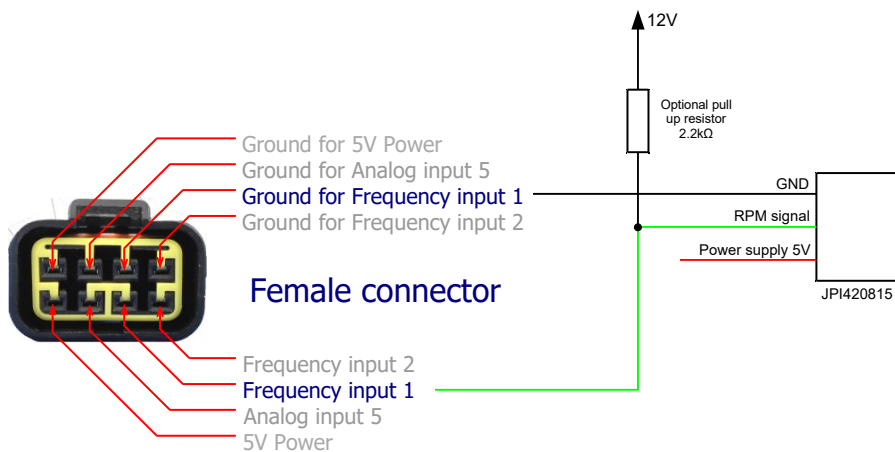 12V
Optional pull
up resistor
2.2kΩ
Ground for 5V Power
Ground for Analog input 5
Ground for Frequency input 1
Ground for Frequency input 2
GND
RPM signal
Power supply 5V
JPI420815
Female connector
Frequency input 2
Frequency input 1
Analog input 5
5V Power